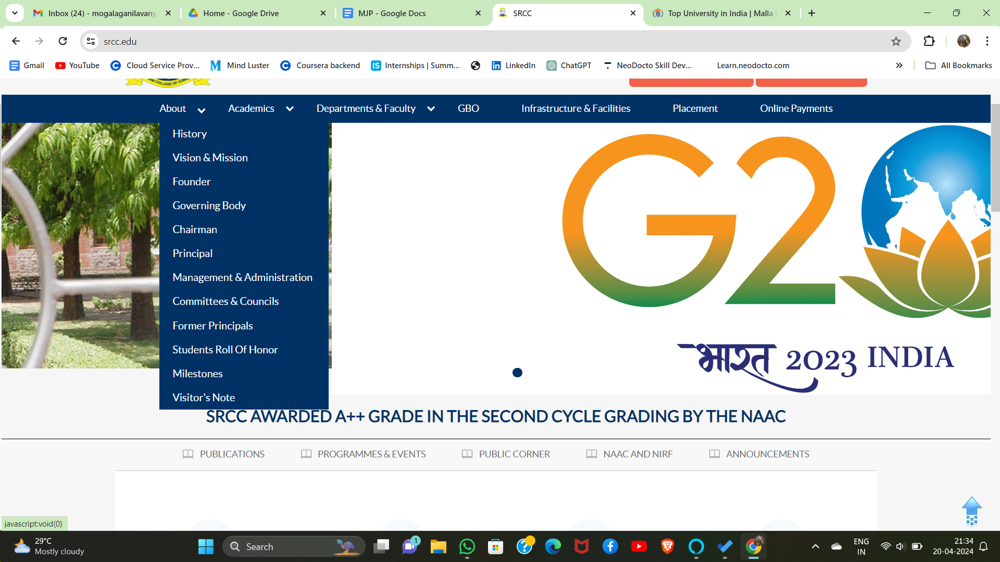 Inbox (24) - mogalaganilavany
Home - Google Drive
MJP - Google Docs
SRCC
Top University in India | Malla
srcc.edu
Gmail
YouTube
Cloud Service Prov...
Mind Luster
Coursera backend
IS
Internships | Summ...
LinkedIn
ChatGPT
NeoDocto Skill Dev...
Learn.neodocto.com
All Bookmarks
About
Academics
Departments & Faculty
GBO
Infrastructure & Facilities
Placement
Online Payments
History
Vision & Mission
Founder
Governing Body
Chairman
Principal
Management & Administration
Committees & Councils
Former Principals
Students Roll Of Honor
Milestones
Visitor's Note
G20
भारत 2023 INDIA
SRCC AWARDED A++ GRADE IN THE SECOND CYCLE GRADING BY THE NAAC
PUBLICATIONS
PROGRAMMES & EVENTS
PUBLIC CORNER
NAAC AND NIRF
ANNOUNCEMENTS
javascript:void(0)
29°C
Mostly cloudy
Search
1
ENG
IN
21:34
20-04-2024